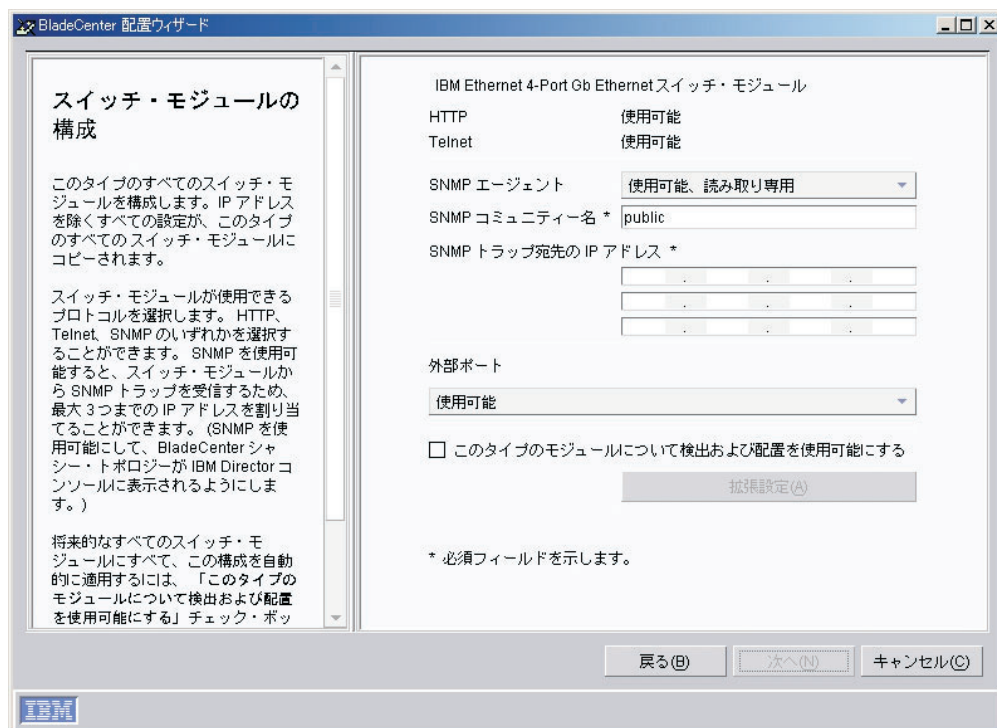 BladeCenter 配置ウィザード
スイッチ・モジュールの
構成
このタイプのすべてのスイッチ・モ
ジュールを構成します。IP アドレス
を除くすべての設定が、このタイプ
のすべての スイッチ・モジュールに
コピーされます。
スイッチ・モジュールが使用できる
プロトコルを選択します。 HTTP、
Telnet、SNMP のいずれかを選択す
ることができます。 SNMP を使用可
能すると、スイッチ・モジュールか
ら SNMP トラップを受信するため、
最大 3 つまでの IP アドレスを割り当
てることができます。 (SNMP を使
用可能にして、BladeCenter シャ
シー・トポロジーが IBM Director コ
ンソールに表示されるようにしま
す。)
将来的なすべてのスイッチ・モ
ジュールにすべて、この構成を自動
的に適用するには、 「このタイプの
モジュールについて検出および配置
を使用可能にする」チェック・ボッ
IBM Ethernet 4-Port Gb Ethernet スイッチ・モジュール
HTTP 使用可能
Telnet 使用可能
SNMP エージェント 使用可能、読み取り専用
SNMP コミュニティー名 * public
SNMP トラップ宛先の IP アドレス *
. . .
. . .
. . .
外部ポート
使用可能
このタイプのモジュールについて検出および配置を使用可能にする
拡張設定(A)
* 必須フィールドを示します。
戻る(B) 次へ(N) キャンセル(C)
IBM